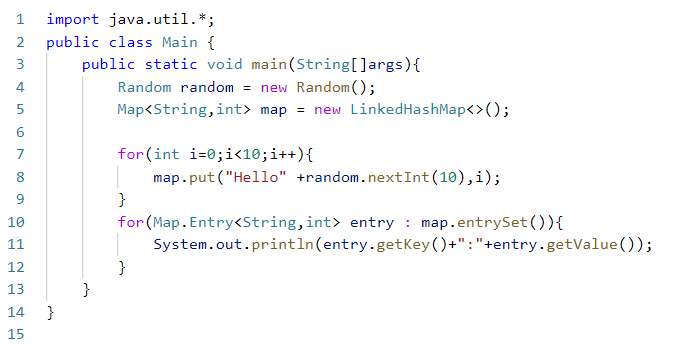 1 import java.util.*;
2 public class Main {
3 public static void main(String[]args){
4 Random random = new Random();
5 Map<String,int> map = new LinkedHashMap<>();
6
7 for(int i=0;i<10;i++){
8 map.put("Hello" +random.nextInt(10),i);
9 }
10 for(Map.Entry<String,int> entry : map.entrySet()){
11 System.out.println(entry.getKey()+":"+entry.getValue());
12 }
13 }
14 }
15